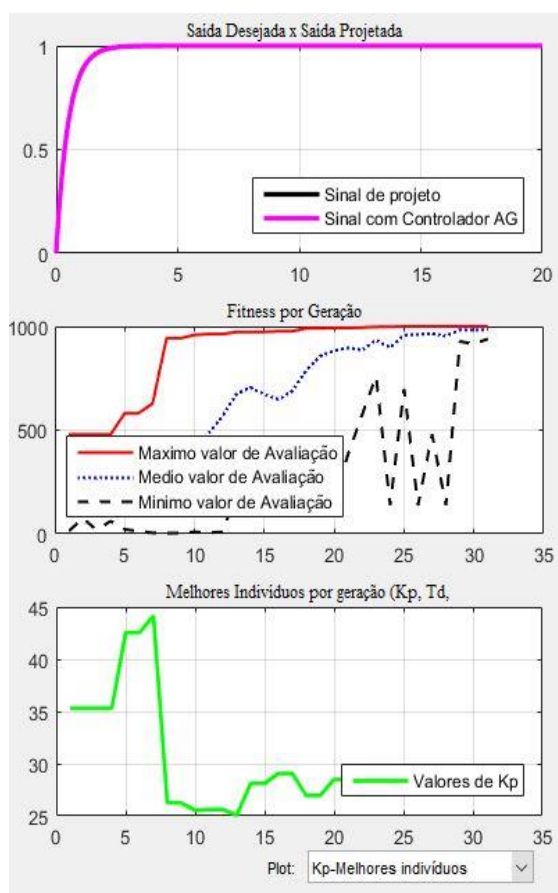 Saida Desejada x Saida Projetada
1
0.5
0
Sinal de projeto
Sinal com Controlador AG
0 5 10 15 20
Fitness por Geração
1000
500
0
Maximo valor de Avaliação
Medio valor de Avaliação
Minimo valor de Avaliação
0 5 10 15 20 25 30 35
Melhores Individuos por geração (Kp, Td,
45
40
35
30
25
Valores de Kp
0 5 10 15 20 25 30 35
Plot: Kp-Melhores indivíduos